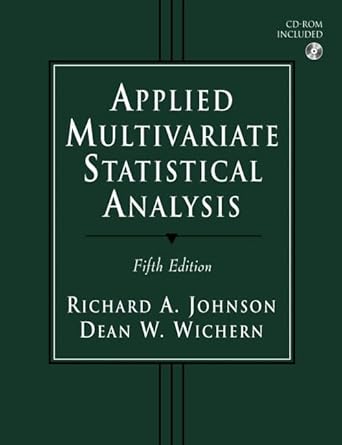 CD-ROM
INCLUDED
APPLIED
MULTIVARIATE
STATISTICAL
ANALYSIS
Fifth Edition
RICHARD A. JOHNSON
DEAN W. WICHERN